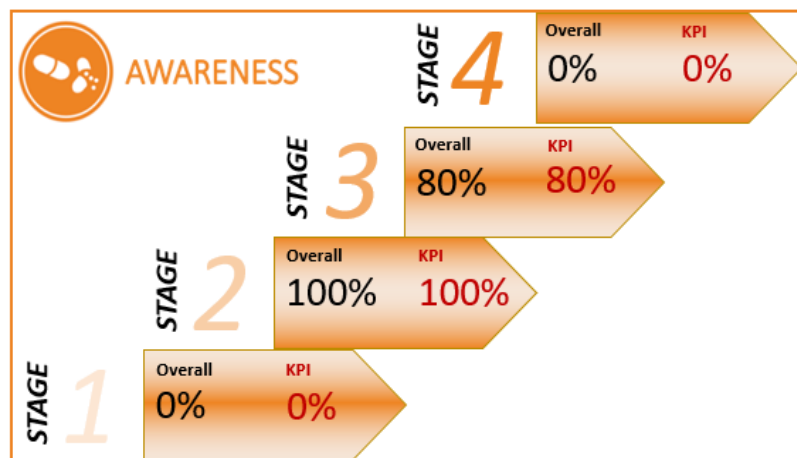 AWARENESS
STAGE 4
Overall KPI
0% 0%
STAGE 3
Overall KPI
80% 80%
STAGE 2
Overall KPI
100% 100%
STAGE 1
Overall KPI
0% 0%